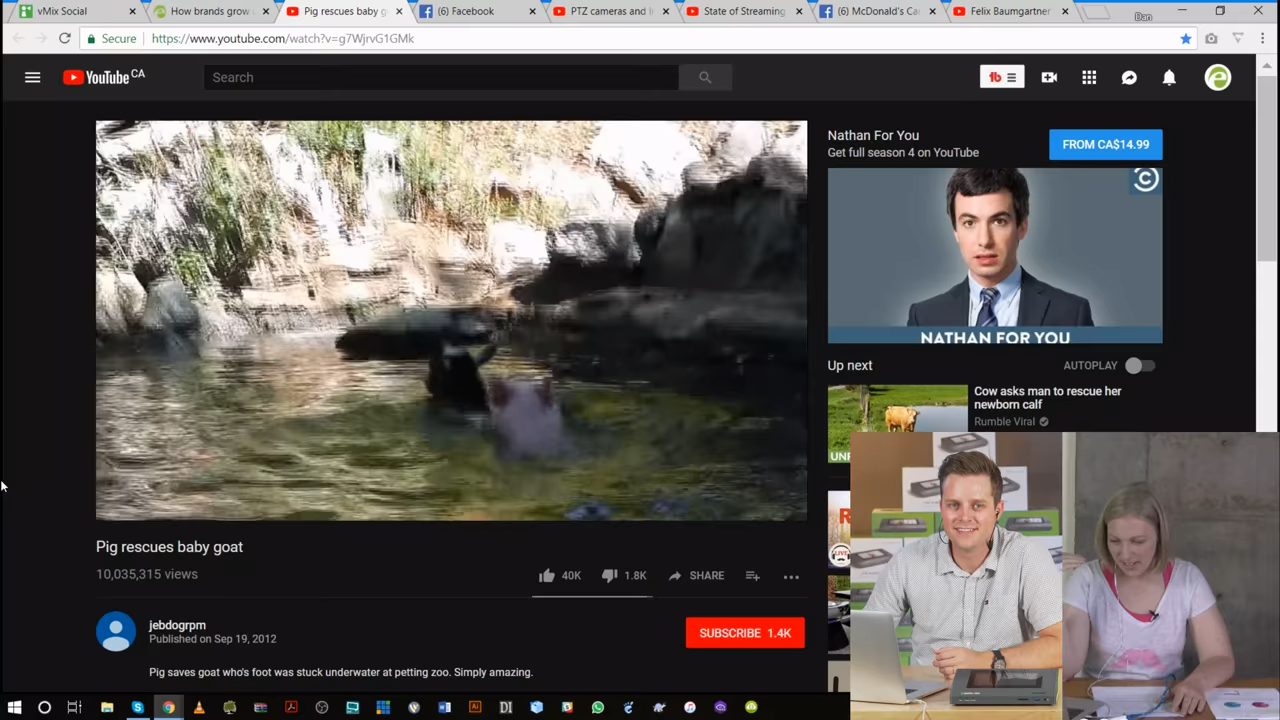 vMix Social
How brands grow
Pig rescues baby g
(6) Facebook
PTZ cameras and
State of Streaming
(6) McDonald's Ca
Felix Baumgartner
Dan
Secure
https://www.youtube.com/watch?v=g7WjrvG1GMk
YouTube CA
Search
tb
e
Nathan For You
Get full season 4 on YouTube
FROM CA$14.99
NATHAN FOR YOU
Up next
AUTOPLAY
Cow asks man to rescue her
newborn calf
Rumble Viral
Pig rescues baby goat
10,035,315 views
40K
1.8K
SHARE
jebdogrpm
Published on Sep 19, 2012
SUBSCRIBE 1.4K
Pig saves goat who's foot was stuck underwater at petting zoo. Simply amazing.